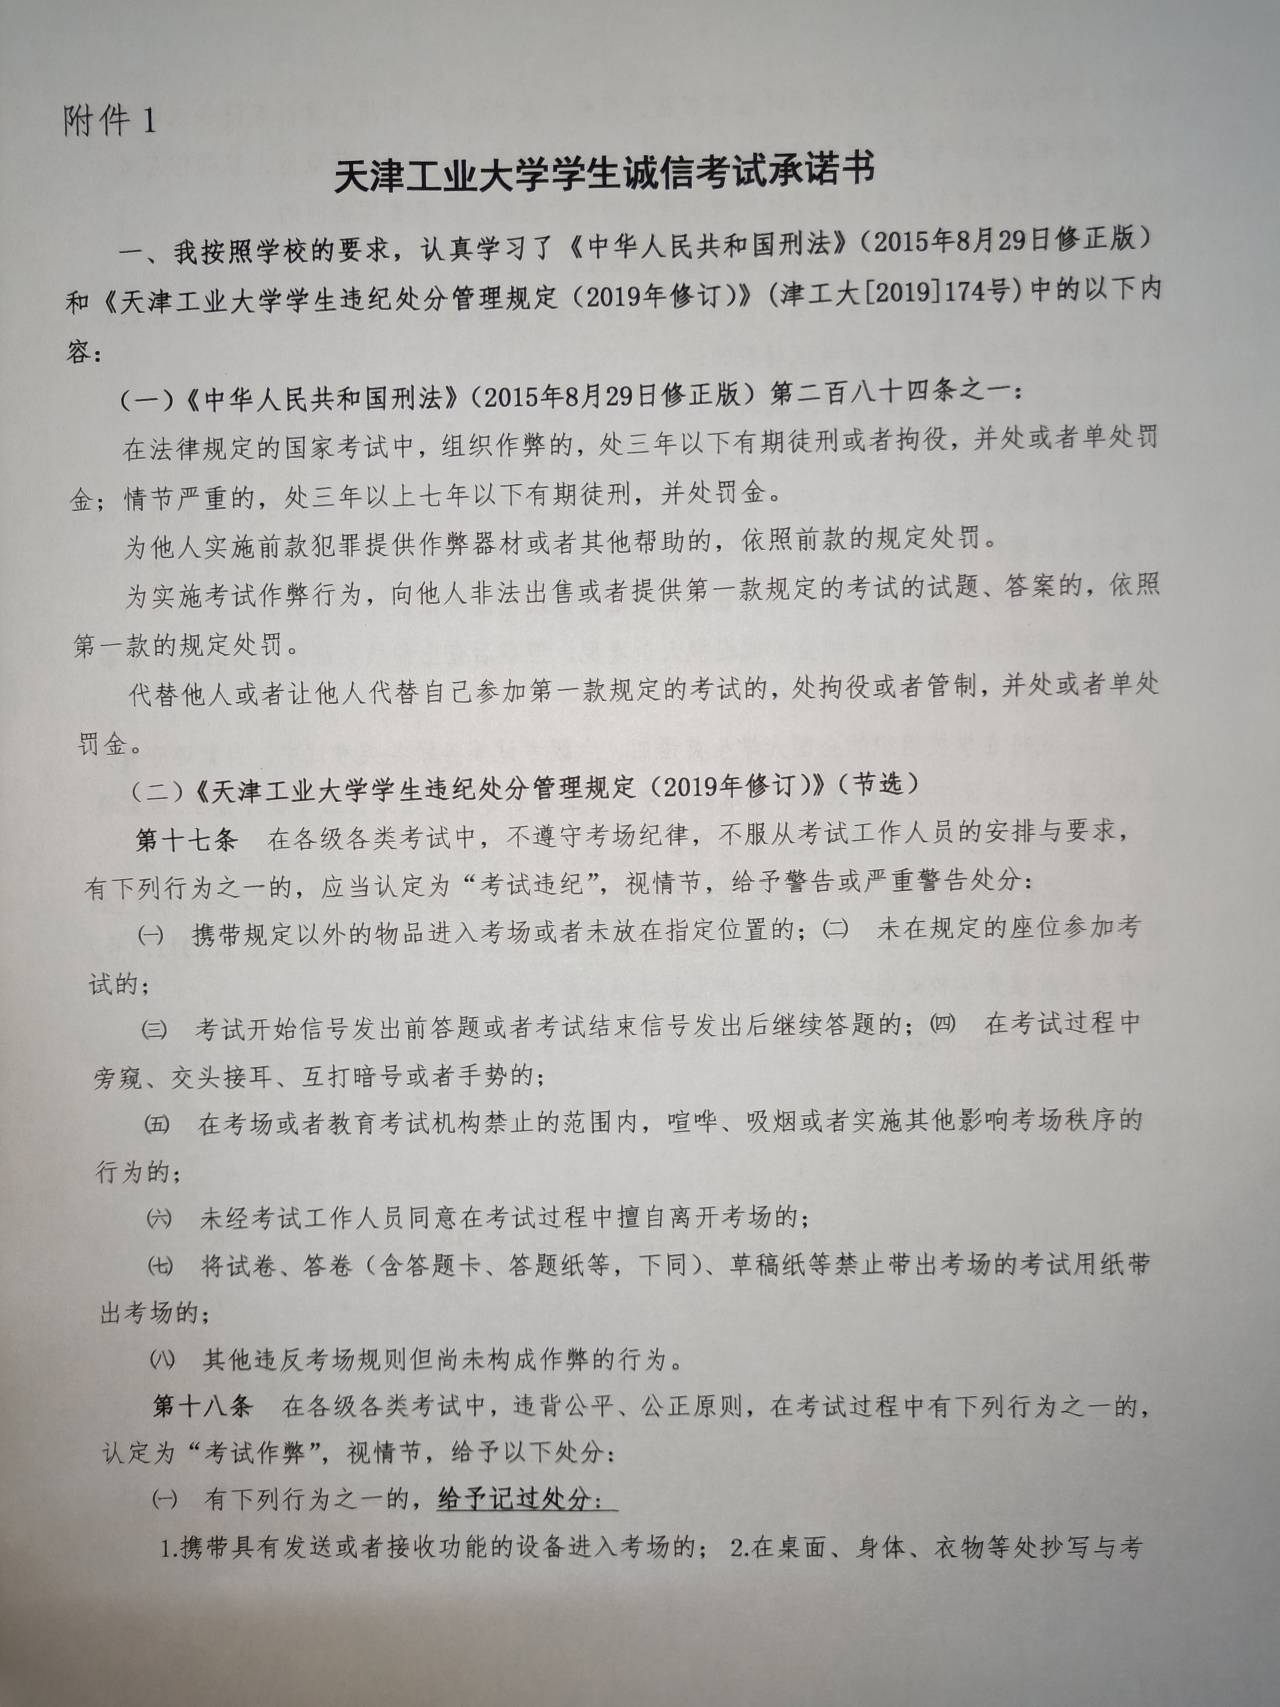 附件1
天津工业大学学生诚信考试承诺书
一、我按照学校的要求，认真学习了《中华人民共和国刑法》（2015年8月29日修正版）
和《天津工业大学学生违纪处分管理规定（2019年修订）》(津工大[2019]174号)中的以下内
容：
（一）《中华人民共和国刑法》（2015年8月29日修正版）第二百八十四条之一：
在法律规定的国家考试中，组织作弊的，处三年以下有期徒刑或者拘役，并处或者单处罚
金；情节严重的，处三年以上七年以下有期徒刑，并处罚金。
为他人实施前款犯罪提供作弊器材或者其他帮助的，依照前款的规定处罚。
为实施考试作弊行为，向他人非法出售或者提供第一款规定的考试的试题、答案的，依照
第一款的规定处罚。
代替他人或者让他人代替自己参加第一款规定的考试的，处拘役或者管制，并处或者单处
罚金。
（二）《天津工业大学学生违纪处分管理规定（2019年修订）》（节选）
第十七条 在各级各类考试中，不遵守考场纪律，不服从考试工作人员的安排与要求，
有下列行为之一的，应当认定为“考试违纪”，视情节，给予警告或严重警告处分：
㈠ 携带规定以外的物品进入考场或者未放在指定位置的；㈡ 未在规定的座位参加考
试的；
㈢ 考试开始信号发出前答题或者考试结束信号发出后继续答题的；㈣ 在考试过程中
旁窥、交头接耳、互打暗号或者手势的；
㈤ 在考场或者教育考试机构禁止的范围内，喧哗、吸烟或者实施其他影响考场秩序的
行为的；
㈥ 未经考试工作人员同意在考试过程中擅自离开考场的；
㈦ 将试卷、答卷（含答题卡、答题纸等，下同）、草稿纸等禁止带出考场的考试用纸带
出考场的；
㈧ 其他违反考场规则但尚未构成作弊的行为。
第十八条 在各级各类考试中，违背公平、公正原则，在考试过程中有下列行为之一的，
认定为“考试作弊”，视情节，给予以下处分：
㈠ 有下列行为之一的，给予记过处分：
1.携带具有发送或者接收功能的设备进入考场的； 2.在桌面、身体、衣物等处抄写与考